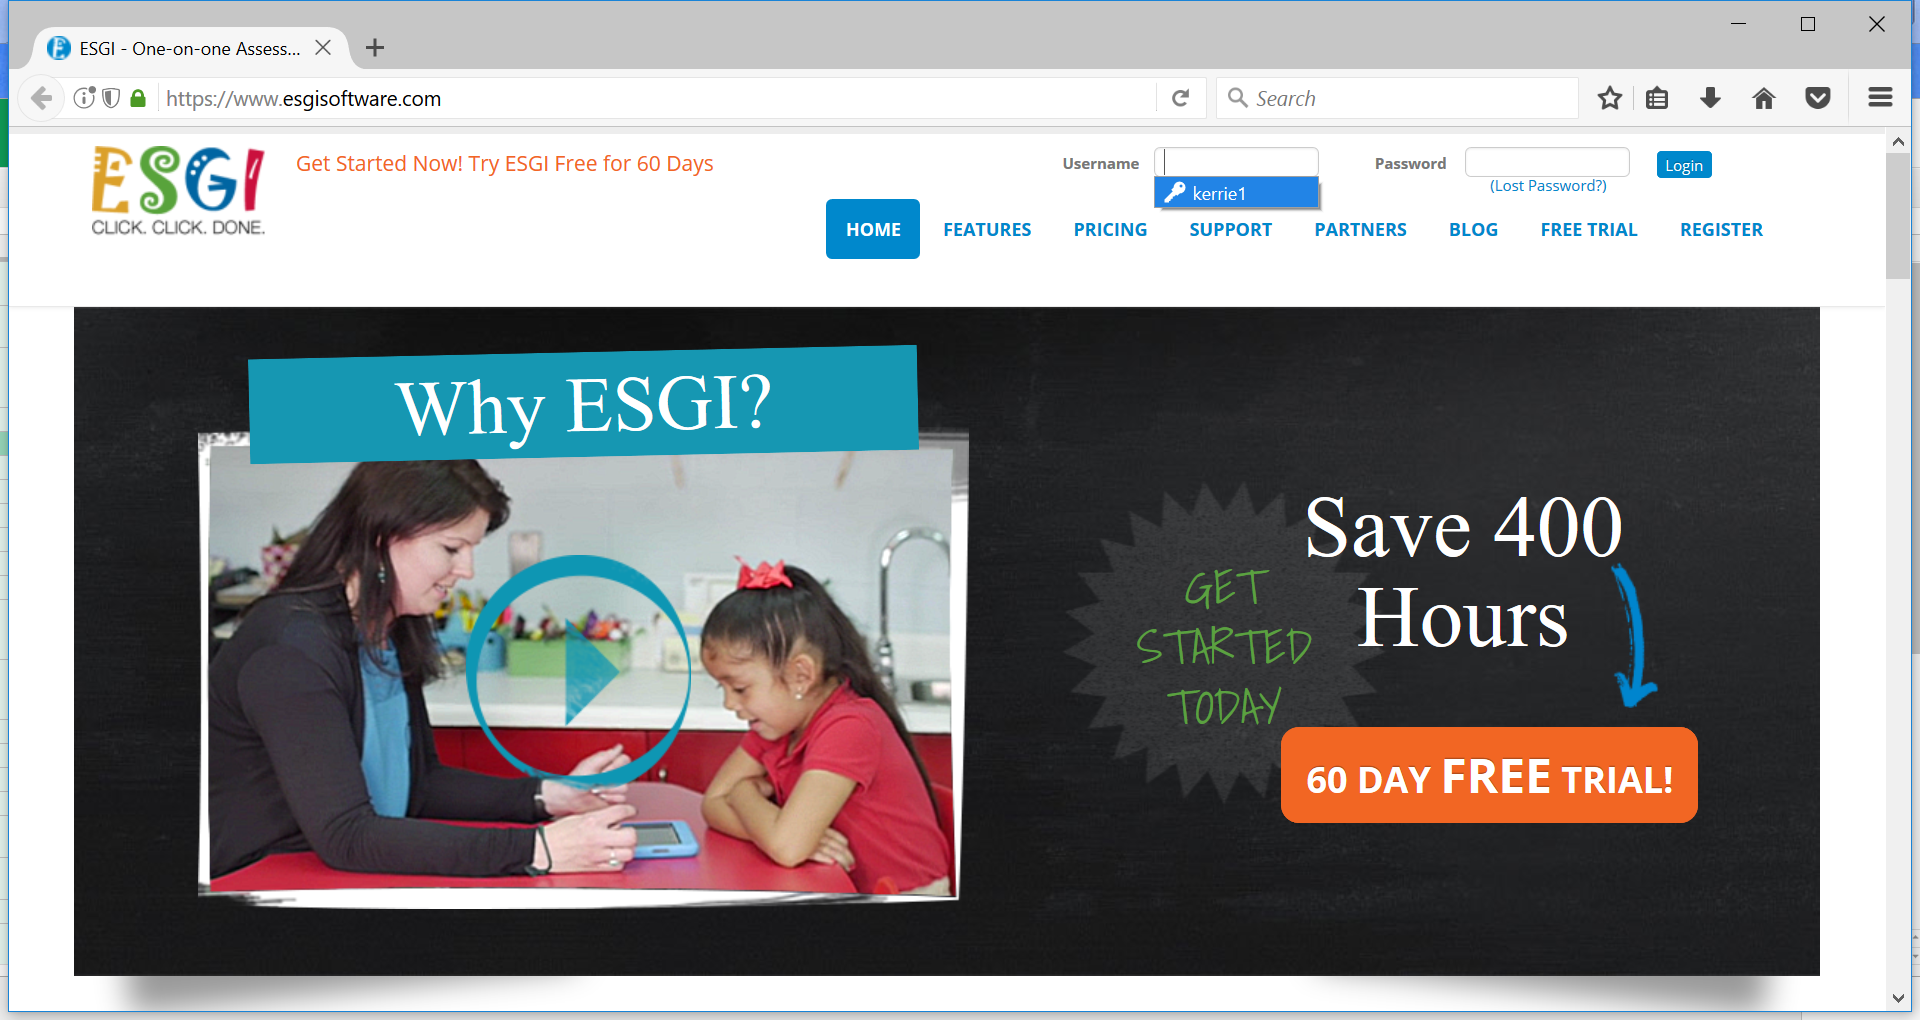 ESGI - One-on-one Assess...
https://www.esgisoftware.com
Search
ESGI
CLICK. CLICK. DONE.
Get Started Now! Try ESGI Free for 60 Days
Username
Password
Login
(Lost Password?)
kerrie1
HOME
FEATURES
PRICING
SUPPORT
PARTNERS
BLOG
FREE TRIAL
REGISTER
Why ESGI?
Save 400
Hours
GET
STARTED
TODAY
60 DAY FREE TRIAL!